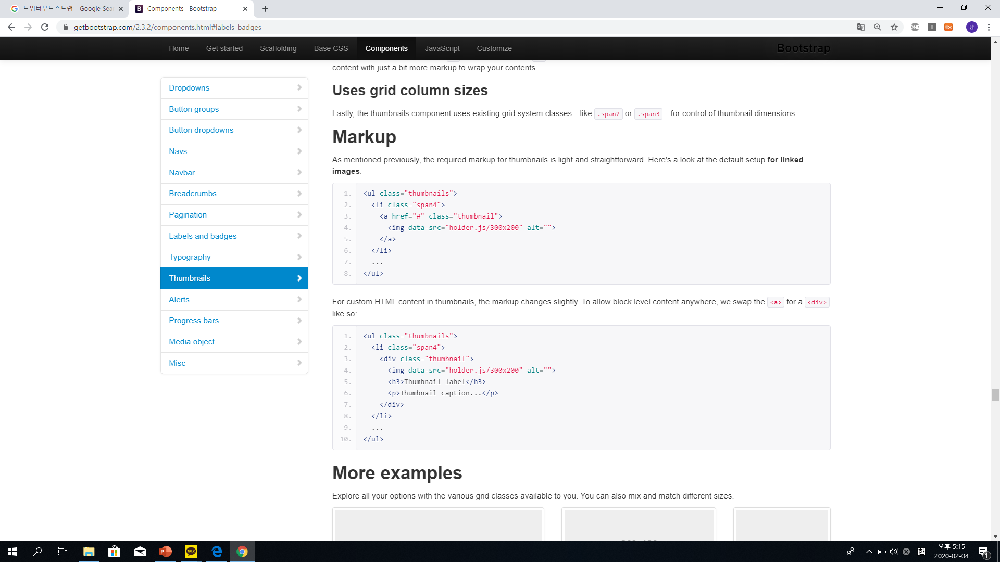 트위터부트스트랩 - Google Sea
Components · Bootstrap
getbootstrap.com/2.3.2/components.html#labels-badges
Home Get started Scaffolding Base CSS Components JavaScript Customize Bootstrap
content with just a bit more markup to wrap your contents.
Dropdowns
Button groups
Button dropdowns
Navs
Navbar
Breadcrumbs
Pagination
Labels and badges
Typography
Thumbnails
Alerts
Progress bars
Media object
Misc
Uses grid column sizes
Lastly, the thumbnails component uses existing grid system classes—like .span2 or .span3—for control of thumbnail dimensions.
Markup
As mentioned previously, the required markup for thumbnails is light and straightforward. Here's a look at the default setup for linked
images:
1. <ul class="thumbnails">
2. <li class="span4">
3. <a href="#" class="thumbnail">
4. <img data-src="holder.js/300x200" alt="">
5. </a>
6. </li>
7. ...
8. </ul>
For custom HTML content in thumbnails, the markup changes slightly. To allow block level content anywhere, we swap the <a> for a <div>
like so:
1. <ul class="thumbnails">
2. <li class="span4">
3. <div class="thumbnail">
4. <img data-src="holder.js/300x200" alt="">
5. <h3>Thumbnail label</h3>
6. <p>Thumbnail caption...</p>
7. </div>
8. </li>
9. ...
10. </ul>
More examples
Explore all your options with the various grid classes available to you. You can also mix and match different sizes.
오후 5:15
2020-02-04